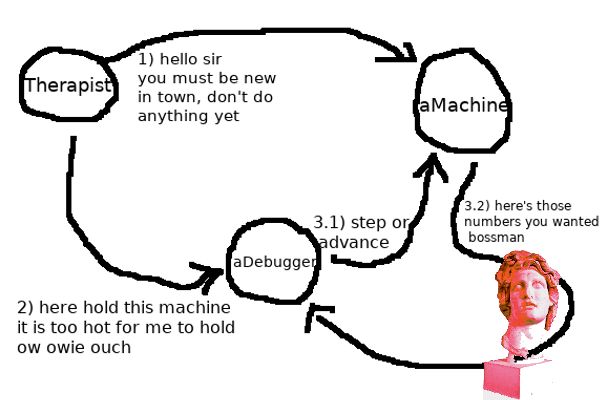 Therapist
1) hello sir
you must be new
in town, don't do
anything yet
aMachine
2) here hold this machine
it is too hot for me to hold
ow owie ouch
aDebugger
3.1) step or
advance
3.2) here's those
numbers you wanted
bossman